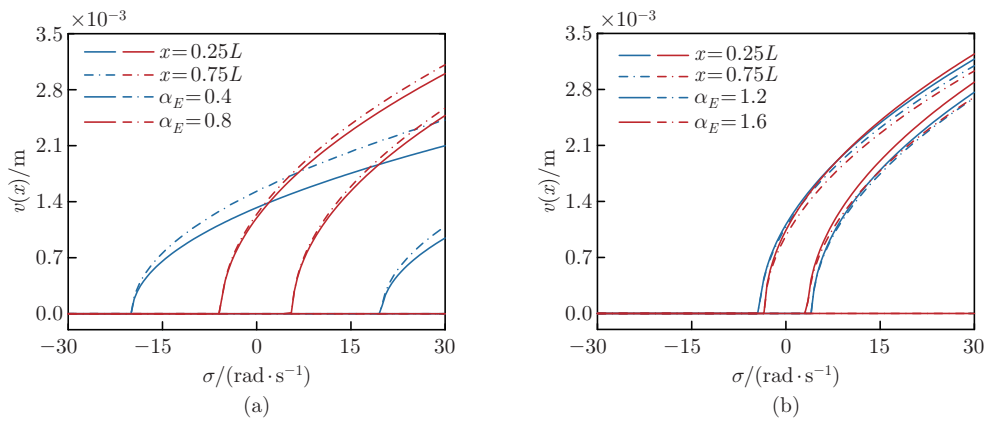 ×10⁻³
3.5
2.8
2.1
1.4
0.7
0.0
v(x)/m
x=0.25L
x=0.75L
α_E=0.4
α_E=0.8
−30 −15 0 15 30
σ/(rad·s⁻¹)
(a)
×10⁻³
3.5
2.8
2.1
1.4
0.7
0.0
v(x)/m
x=0.25L
x=0.75L
α_E=1.2
α_E=1.6
−30 −15 0 15 30
σ/(rad·s⁻¹)
(b)